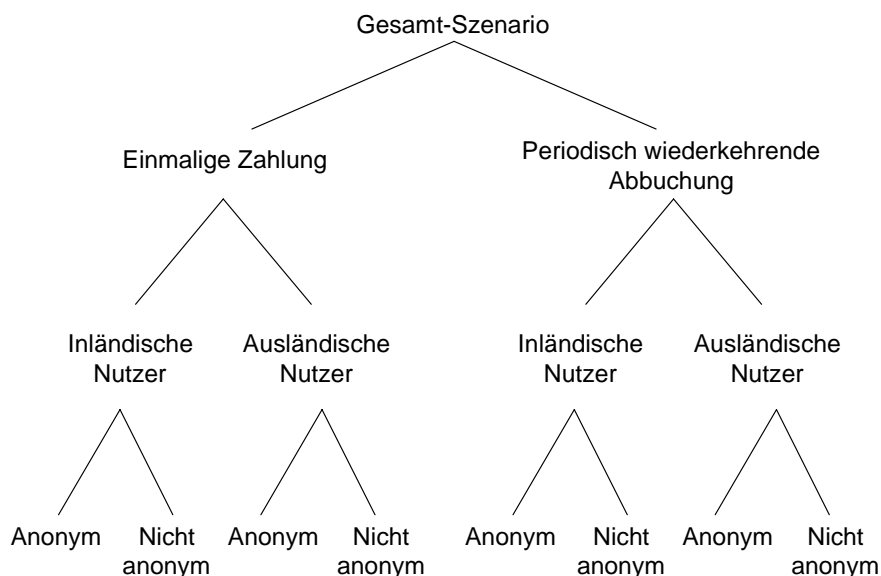 Gesamt-Szenario
Einmalige Zahlung
Periodisch wiederkehrende
Abbuchung
Inländische
Nutzer
Ausländische
Nutzer
Inländische
Nutzer
Ausländische
Nutzer
Anonym
Nicht
anonym
Anonym
Nicht
anonym
Anonym
Nicht
anonym
Anonym
Nicht
anonym